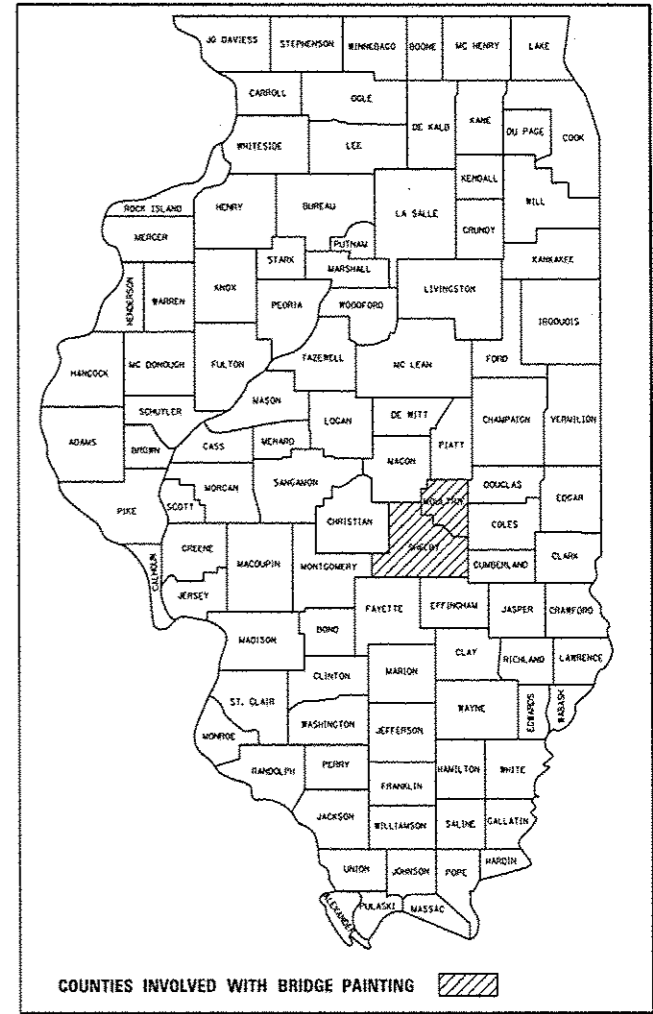 JO DAVIESS STEPHENSON WINNEBAGO BOONE MC HENRY LAKE
CARROLL OGLE DE KALB KANE DU PAGE COOK
WHITESIDE LEE KENDALL WILL
ROCK ISLAND HENRY BUREAU LA SALLE GRUNDY
MERCER STARK PUTNAM KANKAKEE
HENDERSON WARREN KNOX PEORIA MARSHALL LIVINGSTON
WOODFORD IROQUOIS
HANCOCK MC DONOUGH FULTON TAZEWELL MC LEAN FORD
SCHUYLER MASON LOGAN DE WITT CHAMPAIGN VERMILION
ADAMS BROWN CASS MENARD MACON PIATT
PIKE SCOTT MORGAN SANGAMON CHRISTIAN MOULTRIE DOUGLAS EDGAR
COLES
CALHOUN GREENE MACOUPIN MONTGOMERY SHELBY CUMBERLAND CLARK
JERSEY FAYETTE EFFINGHAM JASPER CRAWFORD
MADISON BOND CLAY RICHLAND LAWRENCE
CLINTON MARION
ST. CLAIR WASHINGTON JEFFERSON WAYNE EDWARDS WABASH
MONROE
RANDOLPH PERRY FRANKLIN HAMILTON WHITE
JACKSON WILLIAMSON SALINE GALLATIN
UNION JOHNSON POPE HARDIN
ALEXANDER PULASKI MASSAC
COUNTIES INVOLVED WITH BRIDGE PAINTING